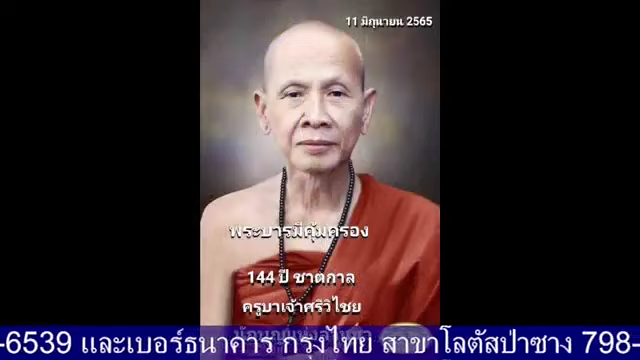 11 มิถุนายน 2565
พระบารมีคุ้มครอง
144 ปี ชาตกาล
ครูบาเจ้าศรีวิไชย
-6539 และเบอร์ธนาคาร กรุงไทย สาขาโลตัสป่าซาง 798-